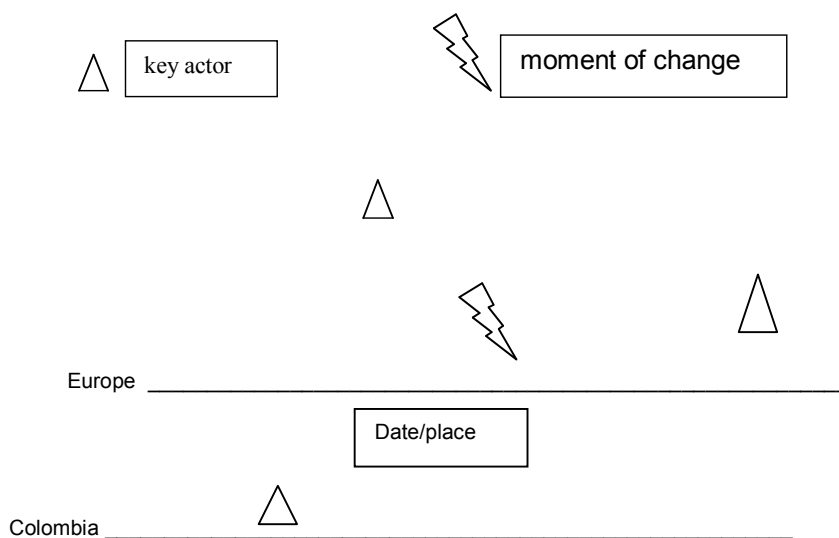 key actor
moment of change
Europe
Date/place
Colombia